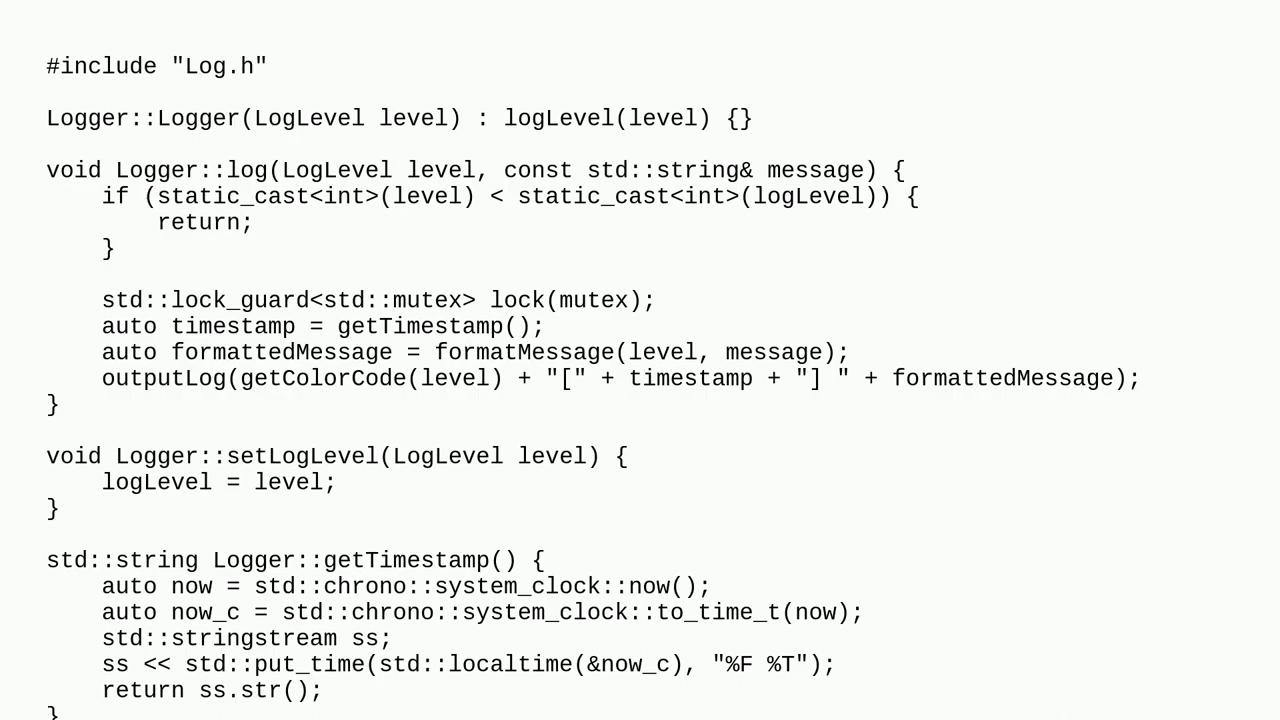 #include "Log.h"

Logger::Logger(LogLevel level) : logLevel(level) {}

void Logger::log(LogLevel level, const std::string& message) {
    if (static_cast<int>(level) < static_cast<int>(logLevel)) {
        return;
    }

    std::lock_guard<std::mutex> lock(mutex);
    auto timestamp = getTimestamp();
    auto formattedMessage = formatMessage(level, message);
    outputLog(getColorCode(level) + "[" + timestamp + "] " + formattedMessage);
}

void Logger::setLogLevel(LogLevel level) {
    logLevel = level;
}

std::string Logger::getTimestamp() {
    auto now = std::chrono::system_clock::now();
    auto now_c = std::chrono::system_clock::to_time_t(now);
    std::stringstream ss;
    ss << std::put_time(std::localtime(&now_c), "%F %T");
    return ss.str();
}